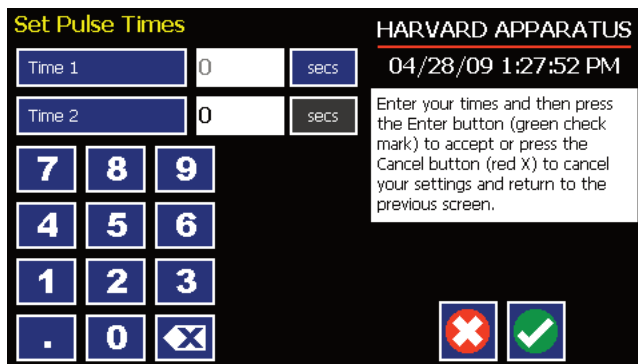 Set Pulse Times
HARVARD APPARATUS
04/28/09 1:27:52 PM
Time 1 0 secs
Time 2 0 secs
Enter your times and then press
the Enter button (green check
mark) to accept or press the
Cancel button (red X) to cancel
your settings and return to the
previous screen.
7 8 9
4 5 6
1 2 3
. 0